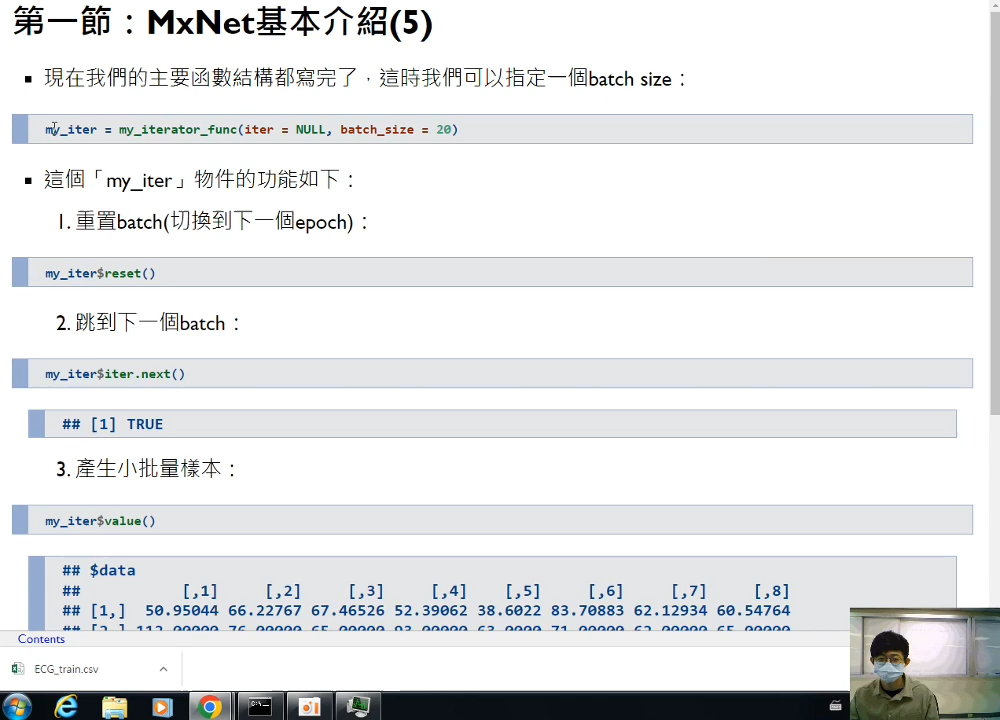 第一節：MxNet基本介紹(5)
現在我們的主要函數結構都寫完了，這時我們可以指定一個batch size：
my_iter = my_iterator_func(iter = NULL, batch_size = 20)
這個「my_iter」物件的功能如下：
1. 重置batch(切換到下一個epoch)：
my_iter$reset()
2. 跳到下一個batch：
my_iter$iter.next()
## [1] TRUE
3. 產生小批量樣本：
my_iter$value()
## $data
## [,1] [,2] [,3] [,4] [,5] [,6] [,7] [,8]
## [1,] 50.95044 66.22767 67.46526 52.39062 38.6022 83.70883 62.12934 60.54764
Contents
ECG_train.csv